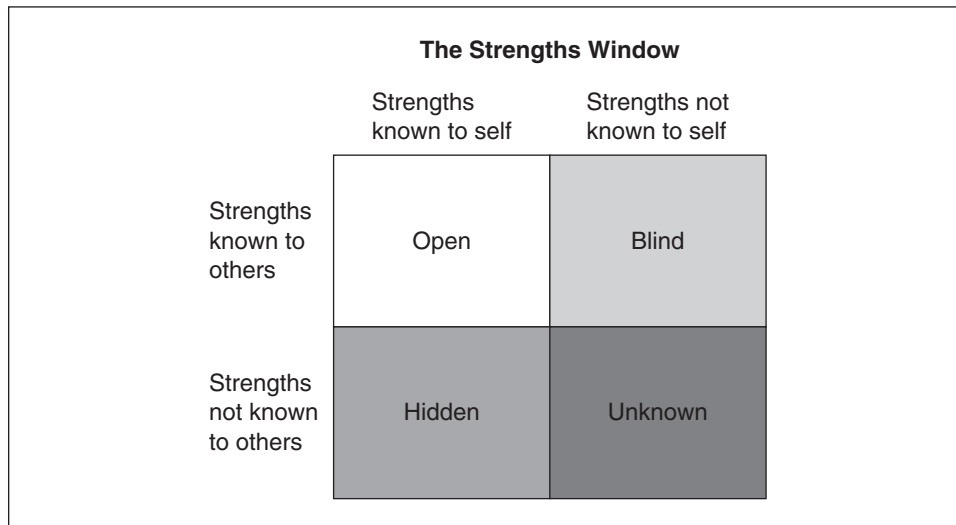 The Strengths Window
Strengths
known to self
Strengths not
known to self
Strengths
known to
others
Open
Blind
Strengths
not known
to others
Hidden
Unknown